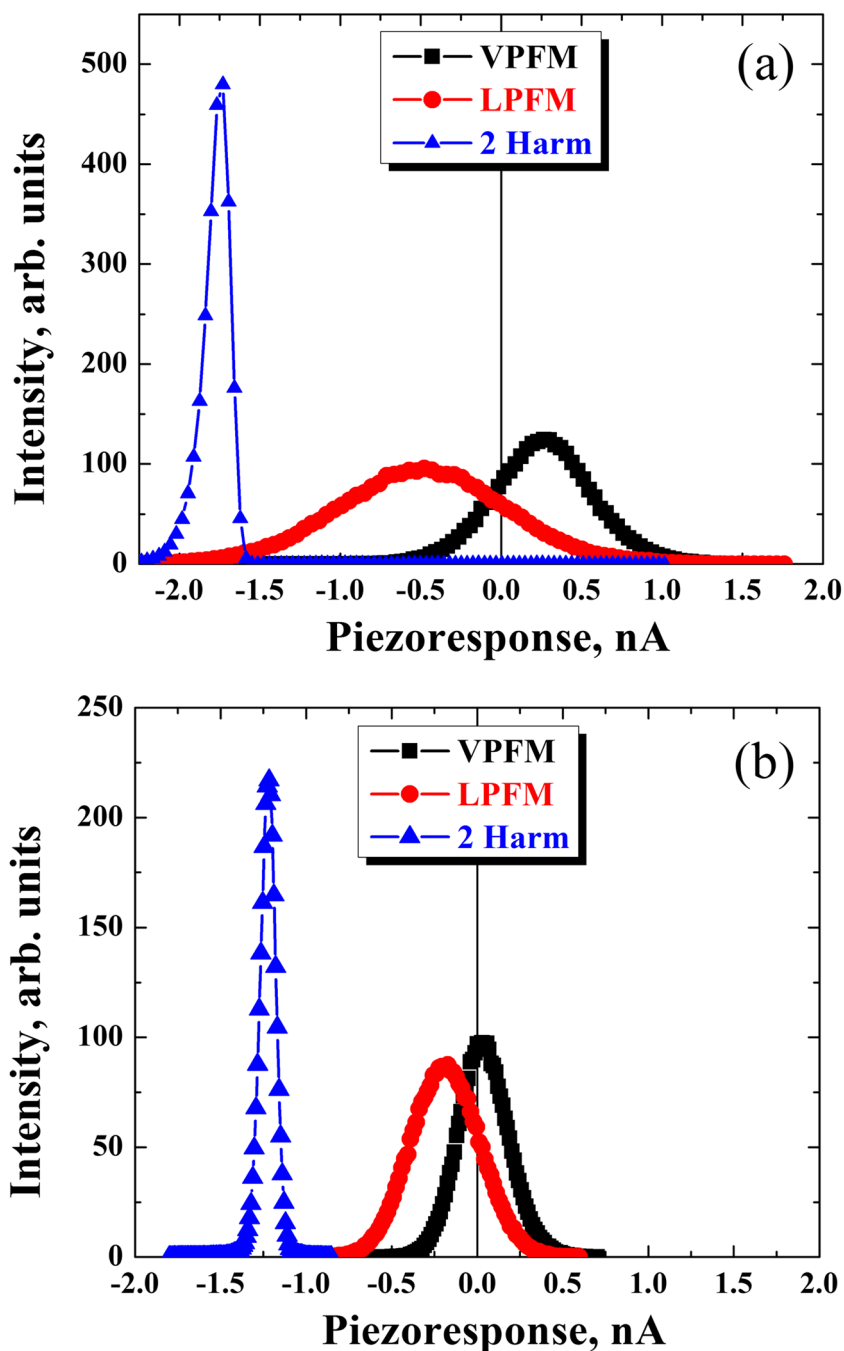 (a)
VPFM
LPFM
2 Harm
500
400
300
200
100
0
Intensity, arb. units
-2.0 -1.5 -1.0 -0.5 0.0 0.5 1.0 1.5 2.0
Piezoresponse, nA
(b)
VPFM
LPFM
2 Harm
250
200
150
100
50
0
Intensity, arb. units
-2.0 -1.5 -1.0 -0.5 0.0 0.5 1.0 1.5 2.0
Piezoresponse, nA